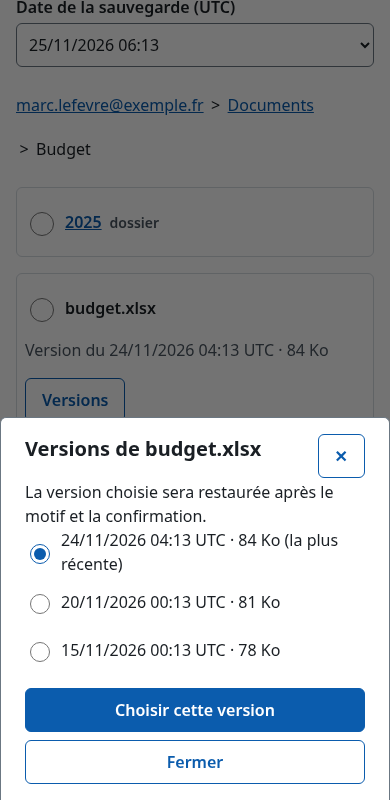 Date de la sauvegarde (UTC)
25/11/2026 06:13
marc.lefevre@exemple.fr > Documents
> Budget
2025 dossier
budget.xlsx
Version du 24/11/2026 04:13 UTC · 84 Ko
Versions
Versions de budget.xlsx
×
La version choisie sera restaurée après le
motif et la confirmation.
24/11/2026 04:13 UTC · 84 Ko (la plus
récente)
20/11/2026 00:13 UTC · 81 Ko
15/11/2026 00:13 UTC · 78 Ko
Choisir cette version
Fermer